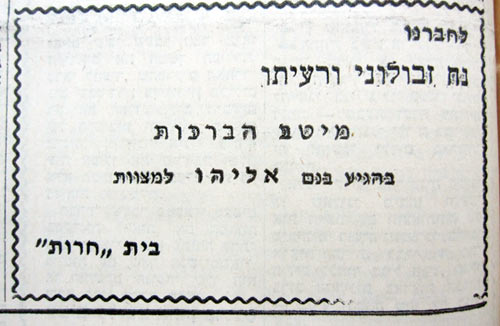 לחברנו
נח זבולוני ורעיתו
מיטב הברכות
בהגיע בנם אליהו למצוות
בית „חרות”